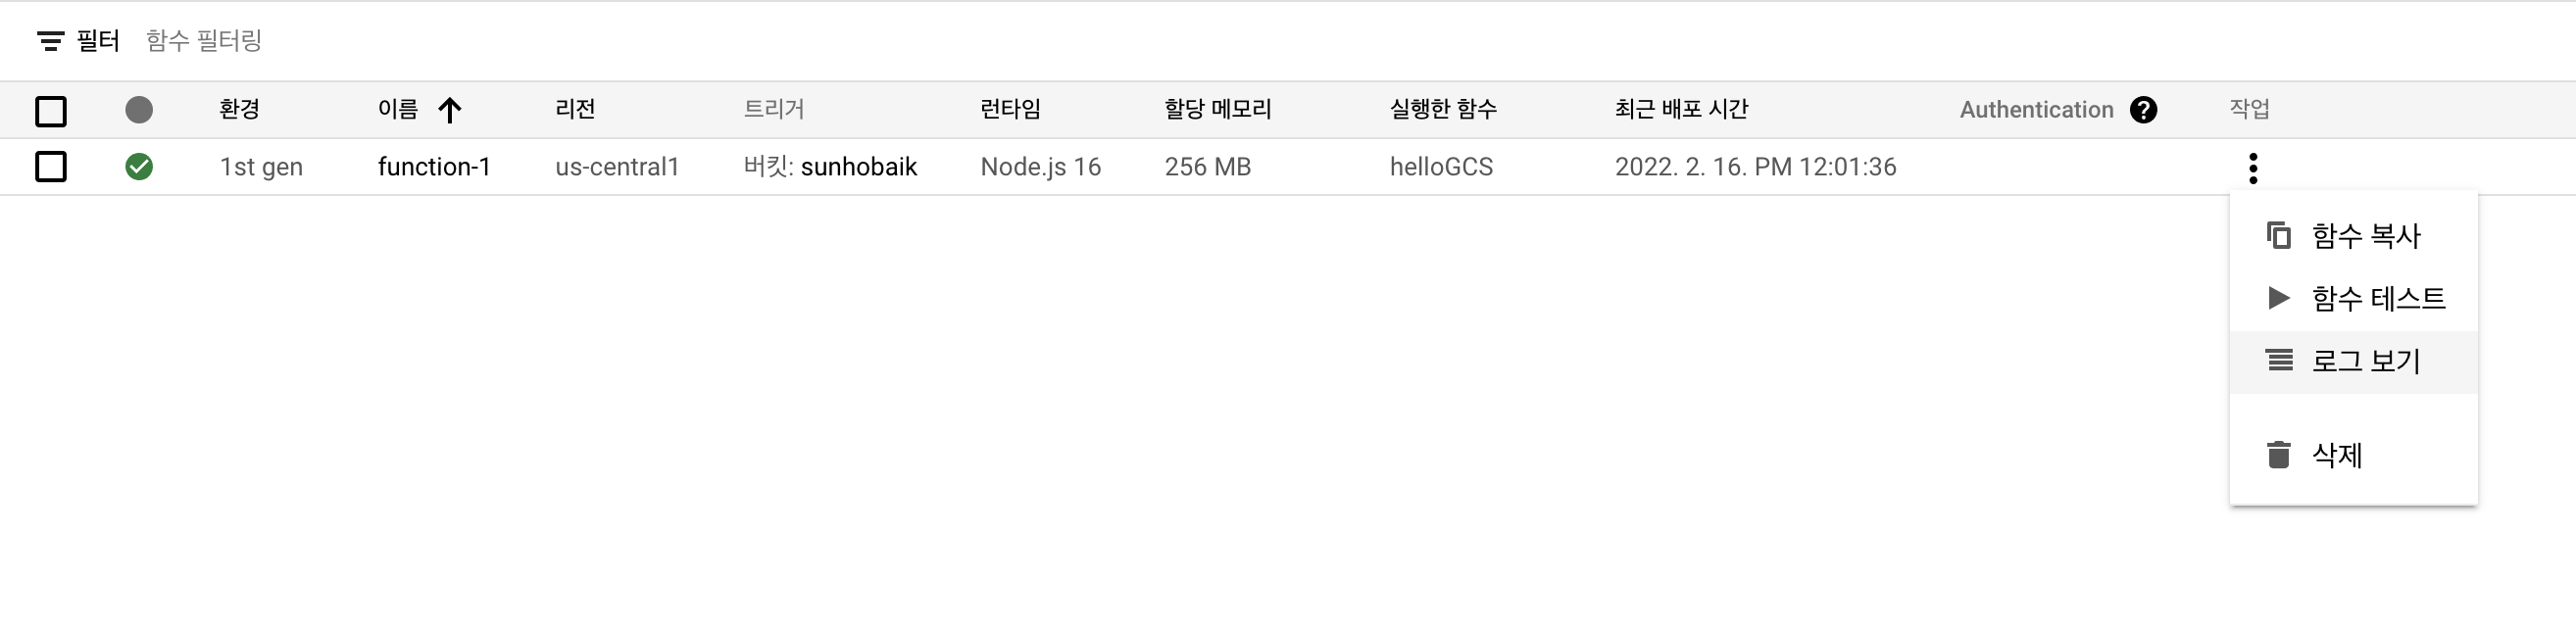 필터 함수 필터링
환경 이름 리전 트리거 런타임 할당 메모리 실행한 함수 최근 배포 시간 Authentication ? 작업
1st gen function-1 us-central1 버킷: sunhobaik Node.js 16 256 MB helloGCS 2022. 2. 16. PM 12:01:36
함수 복사
함수 테스트
로그 보기
삭제